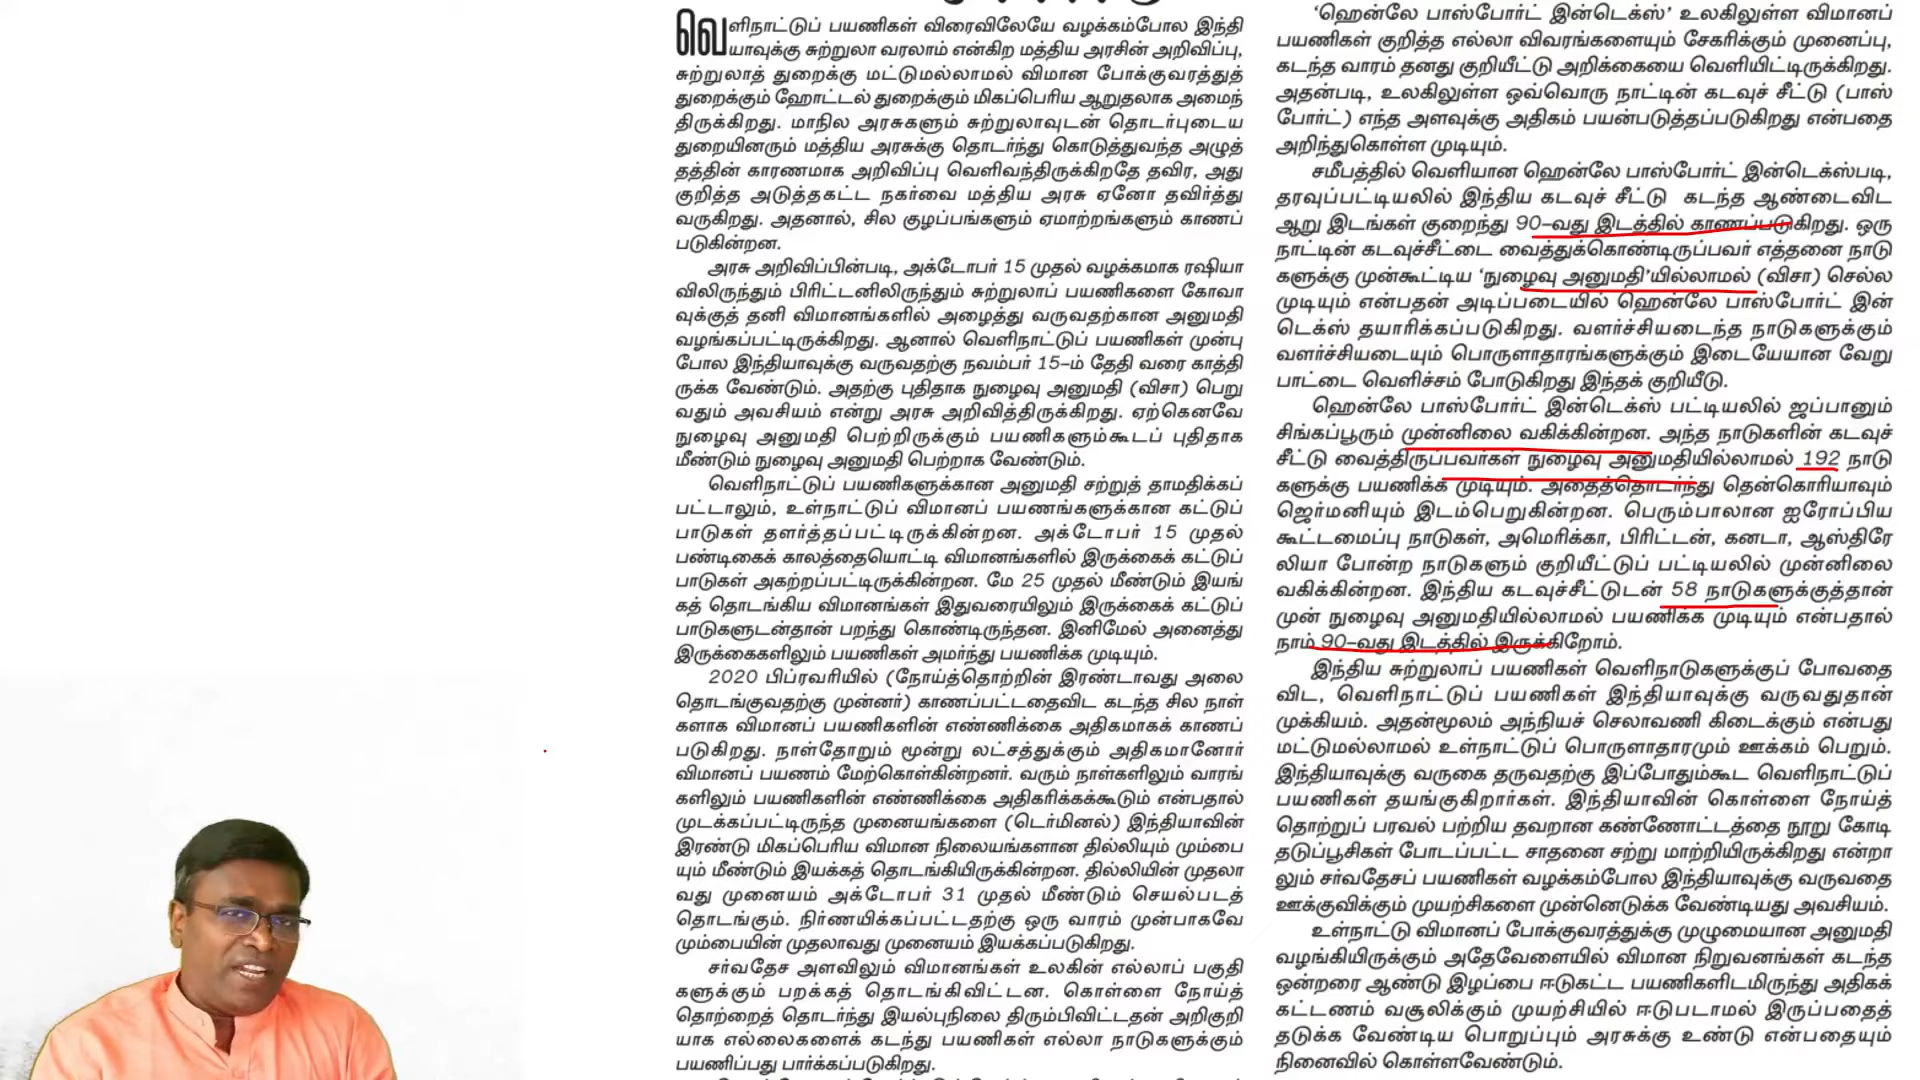 வெளிநாட்டுப் பயணிகள் விரைவிலேயே வழக்கம்போல இந்தி
யாவுக்கு சுற்றுலா வரலாம் என்கிற மத்திய அரசின் அறிவிப்பு,
சுற்றுலாத் துறைக்கு மட்டுமல்லாமல் விமான போக்குவரத்துத்
துறைக்கும் ஹோட்டல் துறைக்கும் மிகப்பெரிய ஆறுதலாக அமைந்
திருக்கிறது. மாநில அரசுகளும் சுற்றுலாவுடன் தொடர்புடைய
துறையினரும் மத்திய அரசுக்கு தொடர்ந்து கொடுத்துவந்த அழுத்
தத்தின் காரணமாக அறிவிப்பு வெளிவந்திருக்கிறதே தவிர, அது
குறித்த அடுத்தகட்ட நகர்வை மத்திய அரசு ஏனோ தவிர்த்து
வருகிறது. அதனால், சில குழப்பங்களும் ஏமாற்றங்களும் காணப்
படுகின்றன.
அரசு அறிவிப்பின்படி, அக்டோபர் 15 முதல் வழக்கமாக ரஷியா
விலிருந்தும் பிரிட்டனிலிருந்தும் சுற்றுலாப் பயணிகளை கோவா
வுக்குத் தனி விமானங்களில் அழைத்து வருவதற்கான அனுமதி
வழங்கப்பட்டிருக்கிறது. ஆனால் வெளிநாட்டுப் பயணிகள் முன்பு
போல இந்தியாவுக்கு வருவதற்கு நவம்பர் 15-ம் தேதி வரை காத்தி
ருக்க வேண்டும். அதற்கு புதிதாக நுழைவு அனுமதி (விசா) பெறு
வதும் அவசியம் என்று அரசு அறிவித்திருக்கிறது. ஏற்கெனவே
நுழைவு அனுமதி பெற்றிருக்கும் பயணிகளும்கூடப் புதிதாக
மீண்டும் நுழைவு அனுமதி பெற்றாக வேண்டும்.
வெளிநாட்டுப் பயணிகளுக்கான அனுமதி சற்றுத் தாமதிக்கப்
பட்டாலும், உள்நாட்டுப் விமானப் பயணங்களுக்கான கட்டுப்
பாடுகள் தளர்த்தப்பட்டிருக்கின்றன. அக்டோபர் 15 முதல்
பண்டிகைக் காலத்தையொட்டி விமானங்களில் இருக்கைக் கட்டுப்
பாடுகள் அகற்றப்பட்டிருக்கின்றன. மே 25 முதல் மீண்டும் இயங்
கத் தொடங்கிய விமானங்கள் இதுவரையிலும் இருக்கைக் கட்டுப்
பாடுகளுடன்தான் பறந்து கொண்டிருந்தன. இனிமேல் அனைத்து
இருக்கைகளிலும் பயணிகள் அமர்ந்து பயணிக்க முடியும்.
2020 பிப்ரவரியில் (நோய்த்தொற்றின் இரண்டாவது அலை
தொடங்குவதற்கு முன்னர்) காணப்பட்டதைவிட கடந்த சில நாள்
களாக விமானப் பயணிகளின் எண்ணிக்கை அதிகமாகக் காணப்
படுகிறது. நாள்தோறும் மூன்று லட்சத்துக்கும் அதிகமானோர்
விமானப் பயணம் மேற்கொள்கின்றனர். வரும் நாள்களிலும் வாரங்
களிலும் பயணிகளின் எண்ணிக்கை அதிகரிக்கக்கூடும் என்பதால்
முடக்கப்பட்டிருந்த முனையங்களை (டெர்மினல்) இந்தியாவின்
இரண்டு மிகப்பெரிய விமான நிலையங்களான தில்லியும் மும்பை
யும் மீண்டும் இயக்கத் தொடங்கியிருக்கின்றன. தில்லியின் முதலா
வது முனையம் அக்டோபர் 31 முதல் மீண்டும் செயல்படத்
தொடங்கும். நிர்ணயிக்கப்பட்டதற்கு ஒரு வாரம் முன்பாகவே
மும்பையின் முதலாவது முனையம் இயக்கப்படுகிறது.
சர்வதேச அளவிலும் விமானங்கள் உலகின் எல்லாப் பகுதி
களுக்கும் பறக்கத் தொடங்கிவிட்டன. கொள்ளை நோய்த்
தொற்றைத் தொடர்ந்து இயல்புநிலை திரும்பிவிட்டதன் அறிகுறி
யாக எல்லைகளைக் கடந்து பயணிகள் எல்லா நாடுகளுக்கும்
பயணிப்பது பார்க்கப்படுகிறது.
'ஹென்லே பாஸ்போர்ட் இன்டெக்ஸ்' உலகிலுள்ள விமானப்
பயணிகள் குறித்த எல்லா விவரங்களையும் சேகரிக்கும் முனைப்பு,
கடந்த வாரம் தனது குறியீட்டு அறிக்கையை வெளியிட்டிருக்கிறது.
அதன்படி, உலகிலுள்ள ஒவ்வொரு நாட்டின் கடவுச் சீட்டு (பாஸ்
போர்ட்) எந்த அளவுக்கு அதிகம் பயன்படுத்தப்படுகிறது என்பதை
அறிந்துகொள்ள முடியும்.
சமீபத்தில் வெளியான ஹென்லே பாஸ்போர்ட் இன்டெக்ஸ்படி,
தரவுப்பட்டியலில் இந்திய கடவுச் சீட்டு கடந்த ஆண்டைவிட
ஆறு இடங்கள் குறைந்து 90-வது இடத்தில் காணப்படுகிறது. ஒரு
நாட்டின் கடவுச்சீட்டை வைத்துக்கொண்டிருப்பவர் எத்தனை நாடு
களுக்கு முன்கூட்டிய 'நுழைவு அனுமதி'யில்லாமல் (விசா) செல்ல
முடியும் என்பதன் அடிப்படையில் ஹென்லே பாஸ்போர்ட் இன்
டெக்ஸ் தயாரிக்கப்படுகிறது. வளர்ச்சியடைந்த நாடுகளுக்கும்
வளர்ச்சியடையும் பொருளாதாரங்களுக்கும் இடையேயான வேறு
பாட்டை வெளிச்சம் போடுகிறது இந்தக் குறியீடு.
ஹென்லே பாஸ்போர்ட் இன்டெக்ஸ் பட்டியலில் ஜப்பானும்
சிங்கப்பூரும் முன்னிலை வகிக்கின்றன. அந்த நாடுகளின் கடவுச்
சீட்டு வைத்திருப்பவர்கள் நுழைவு அனுமதியில்லாமல் 192 நாடு
களுக்கு பயணிக்க முடியும். அதைத்தொடர்ந்து தென்கொரியாவும்
ஜெர்மனியும் இடம்பெறுகின்றன. பெரும்பாலான ஐரோப்பிய
கூட்டமைப்பு நாடுகள், அமெரிக்கா, பிரிட்டன், கனடா, ஆஸ்திரே
லியா போன்ற நாடுகளும் குறியீட்டுப் பட்டியலில் முன்னிலை
வகிக்கின்றன. இந்திய கடவுச்சீட்டுடன் 58 நாடுகளுக்குத்தான்
முன் நுழைவு அனுமதியில்லாமல் பயணிக்க முடியும் என்பதால்
நாம் 90-வது இடத்தில் இருக்கிறோம்.
இந்திய சுற்றுலாப் பயணிகள் வெளிநாடுகளுக்குப் போவதை
விட, வெளிநாட்டுப் பயணிகள் இந்தியாவுக்கு வருவதுதான்
முக்கியம். அதன்மூலம் அந்நியச் செலாவணி கிடைக்கும் என்பது
மட்டுமல்லாமல் உள்நாட்டுப் பொருளாதாரமும் ஊக்கம் பெறும்.
இந்தியாவுக்கு வருகை தருவதற்கு இப்போதும்கூட வெளிநாட்டுப்
பயணிகள் தயங்குகிறார்கள். இந்தியாவின் கொள்ளை நோய்த்
தொற்றுப் பரவல் பற்றிய தவறான கண்ணோட்டத்தை நூறு கோடி
தடுப்பூசிகள் போடப்பட்ட சாதனை சற்று மாற்றியிருக்கிறது என்றா
லும் சர்வதேசப் பயணிகள் வழக்கம்போல இந்தியாவுக்கு வருவதை
ஊக்குவிக்கும் முயற்சிகளை முன்னெடுக்க வேண்டியது அவசியம்.
உள்நாட்டு விமானப் போக்குவரத்துக்கு முழுமையான அனுமதி
வழங்கியிருக்கும் அதேவேளையில் விமான நிறுவனங்கள் கடந்த
ஒன்றரை ஆண்டு இழப்பை ஈடுகட்ட பயணிகளிடமிருந்து அதிகக்
கட்டணம் வசூலிக்கும் முயற்சியில் ஈடுபடாமல் இருப்பதைத்
தடுக்க வேண்டிய பொறுப்பும் அரசுக்கு உண்டு என்பதையும்
நினைவில் கொள்ளவேண்டும்.